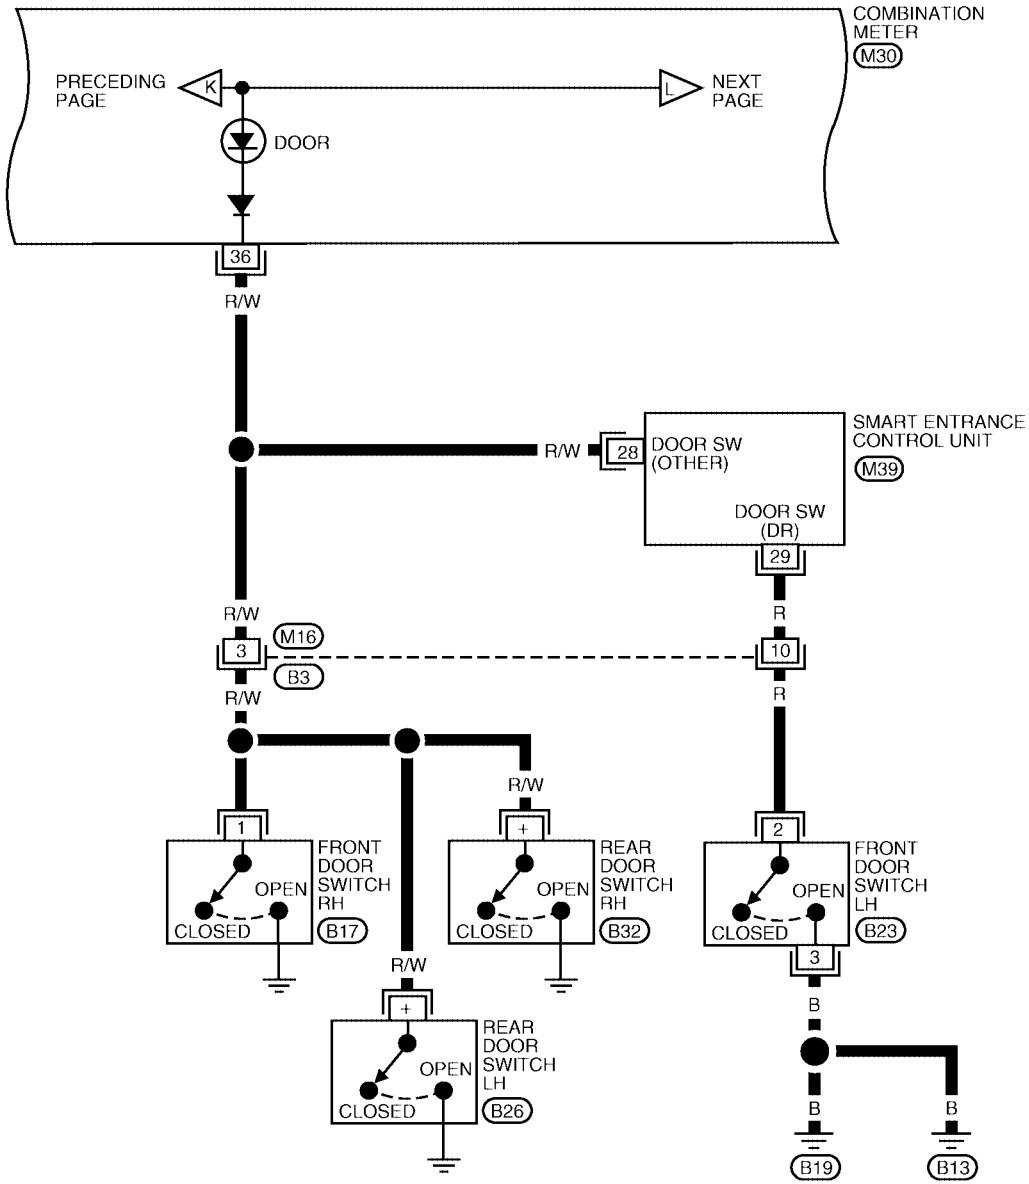 COMBINATION
METER
M30
PRECEDING
PAGE
K
L
NEXT
PAGE
DOOR
36
R/W
SMART ENTRANCE
CONTROL UNIT
M39
R/W
28
DOOR SW
(OTHER)
DOOR SW
(DR)
29
R/W
R
M16
3
10
B3
R/W
R
R/W
1
+
2
FRONT
DOOR
SWITCH
RH
OPEN
CLOSED
B17
REAR
DOOR
SWITCH
RH
OPEN
CLOSED
B32
FRONT
DOOR
SWITCH
LH
OPEN
CLOSED
B23
3
R/W
+
REAR
DOOR
SWITCH
LH
OPEN
CLOSED
B26
B
B
B
B19
B13